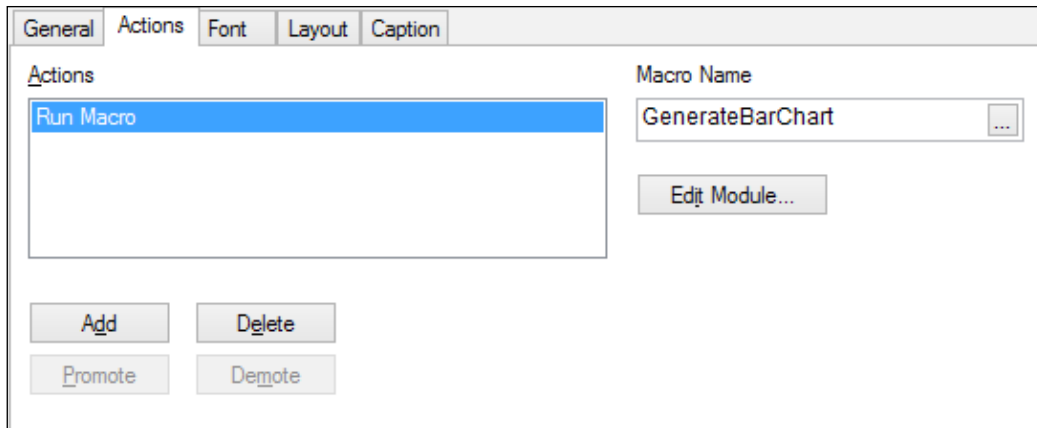 General Actions Font Layout Caption
Actions
Macro Name
Run Macro
GenerateBarChart ...
Edit Module...
Add Delete
Promote Demote